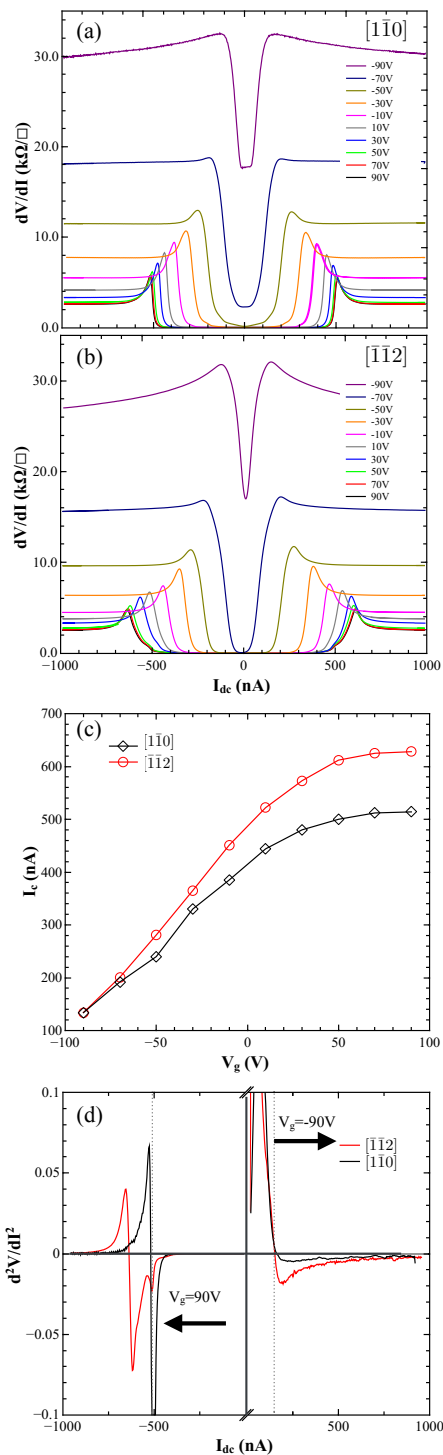 (a)
[11̄0]
30.0
20.0
10.0
0.0
dV/dI (kΩ/□)
-90V
-70V
-50V
-30V
-10V
10V
30V
50V
70V
90V
(b)
[1̄1̄2]
30.0
20.0
10.0
0.0
dV/dI (kΩ/□)
-90V
-70V
-50V
-30V
-10V
10V
30V
50V
70V
90V
−1000 −500 0 500 1000
I_dc (nA)
(c)
[11̄0]
[1̄1̄2]
700
600
500
400
300
200
100
I_c (nA)
−100 −50 0 50 100
V_g (V)
(d)
0.1
0.05
0
−0.05
−0.1
d²V/dI²
V_g=-90V
[1̄1̄2]
[11̄0]
V_g=90V
−500 0 500 1000
I_dc (nA)